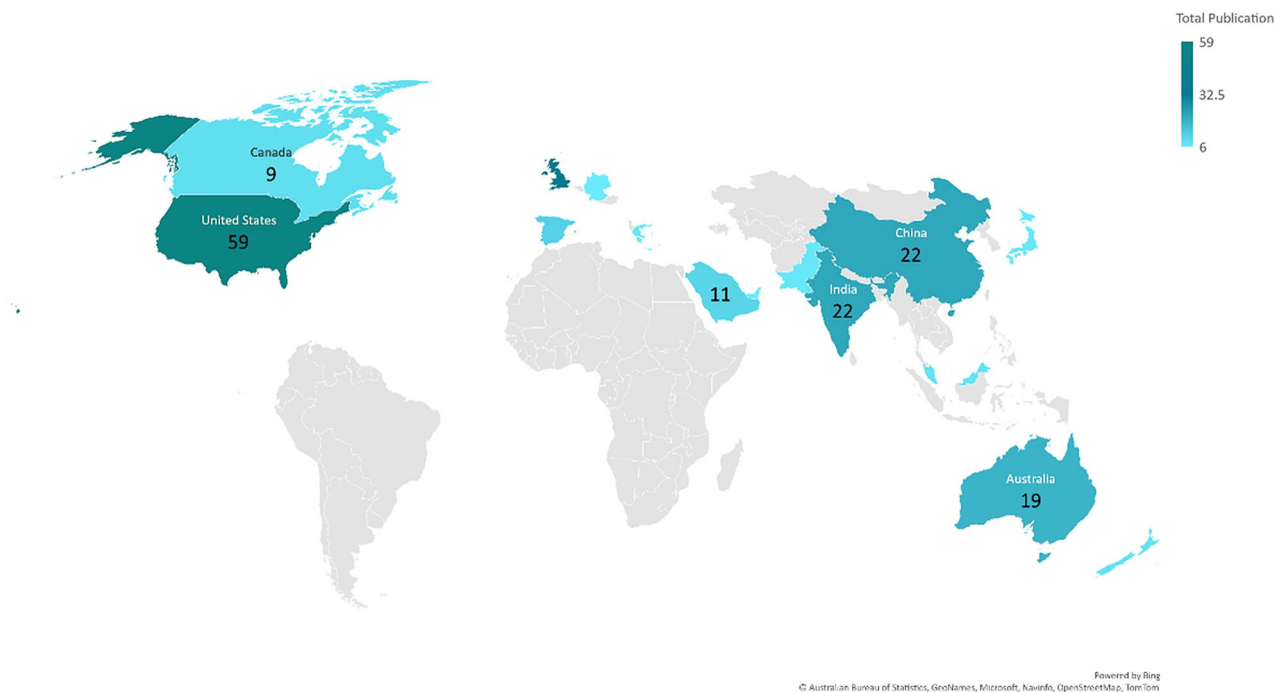 Total Publication
59
32.5
6
Canada
9
United States
59
China
22
India
22
11
Australia
19
Powered by Bing
© Australian Bureau of Statistics, GeoNames, Microsoft, Navinfo, OpenStreetMap, TomTom